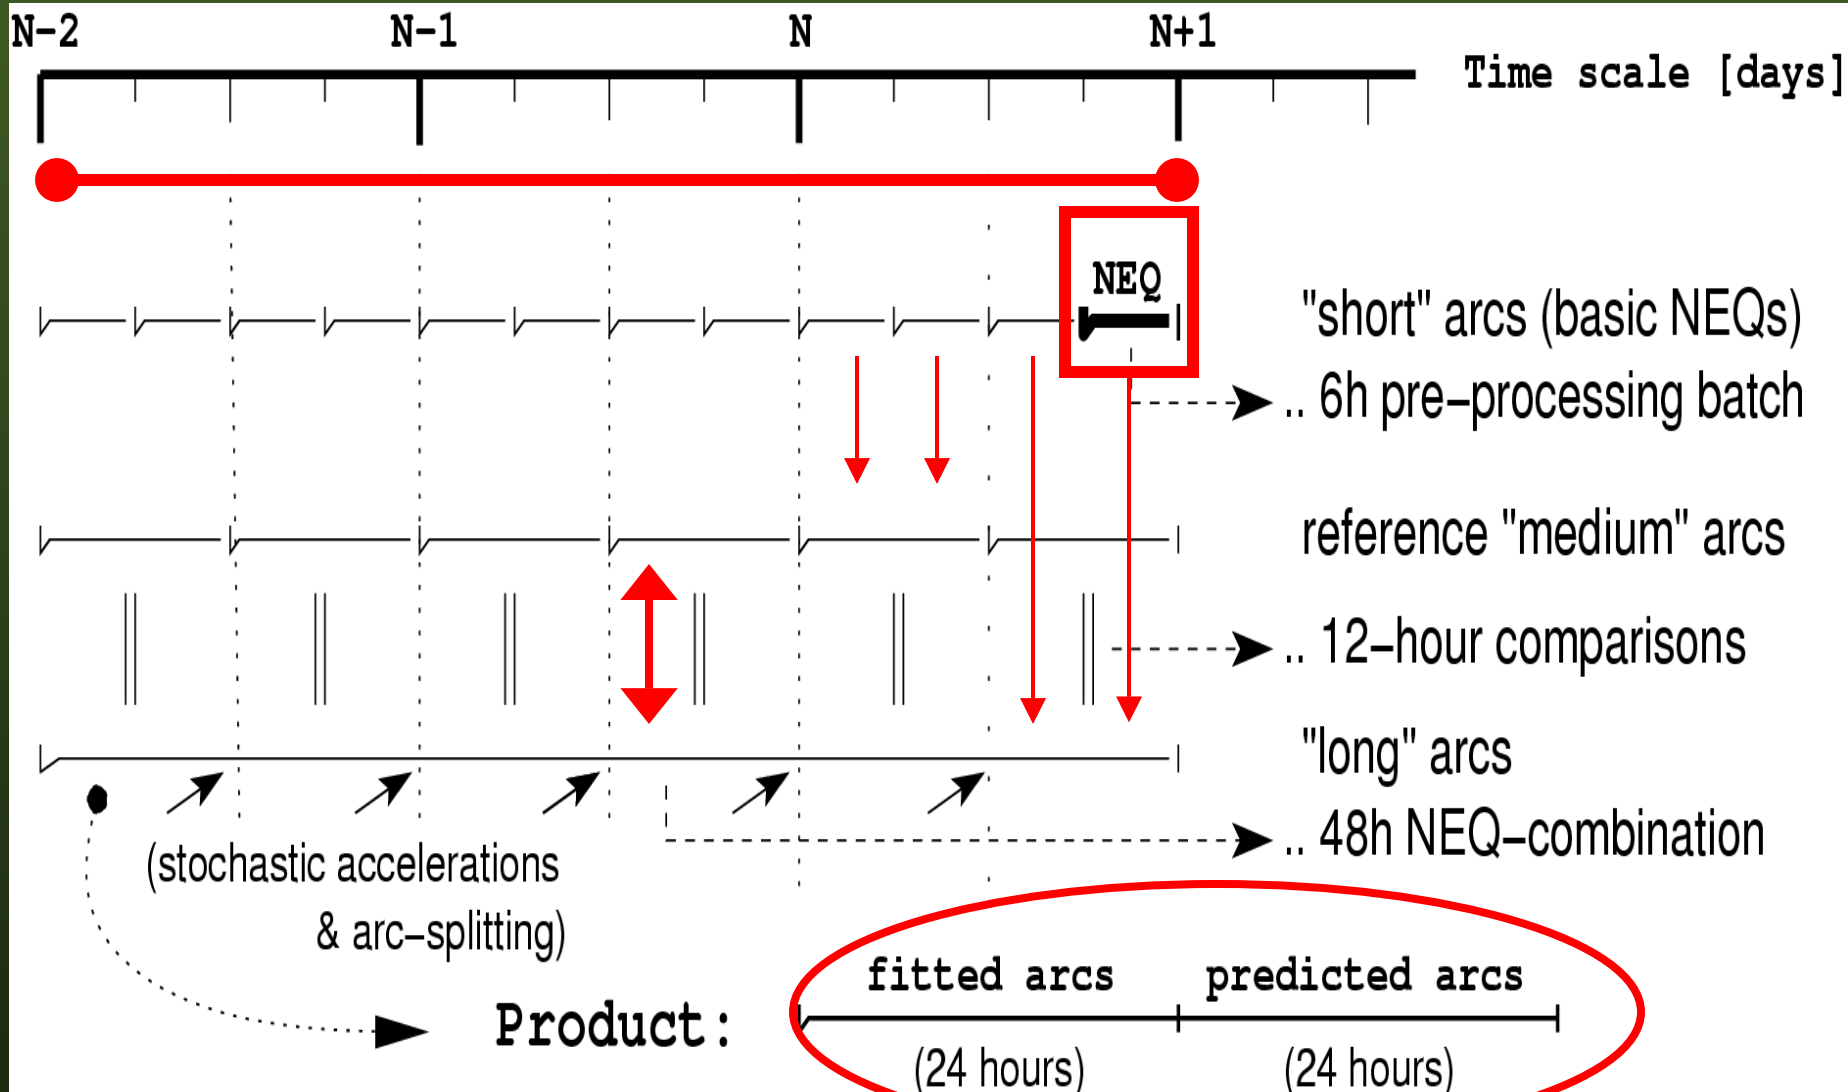 N-2 N-1 N N+1
Time scale [days]
NEQ
"short" arcs (basic NEQs)
.. 6h pre-processing batch
reference "medium" arcs
.. 12-hour comparisons
"long" arcs
.. 48h NEQ-combination
(stochastic accelerations
& arc-splitting)
fitted arcs predicted arcs
Product:
(24 hours) (24 hours)